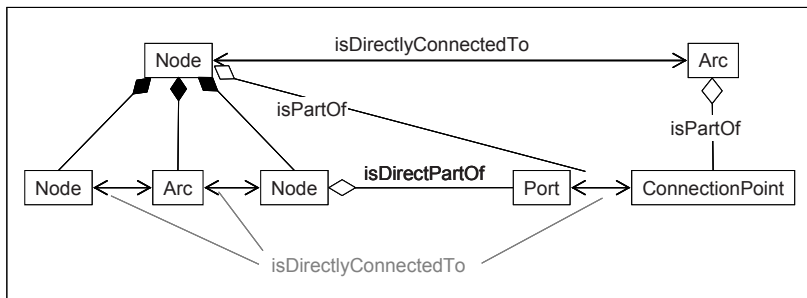 isDirectlyConnectedTo
Node
Arc
isPartOf
isPartOf
Node
Arc
Node
isDirectPartOf
Port
ConnectionPoint
isDirectlyConnectedTo